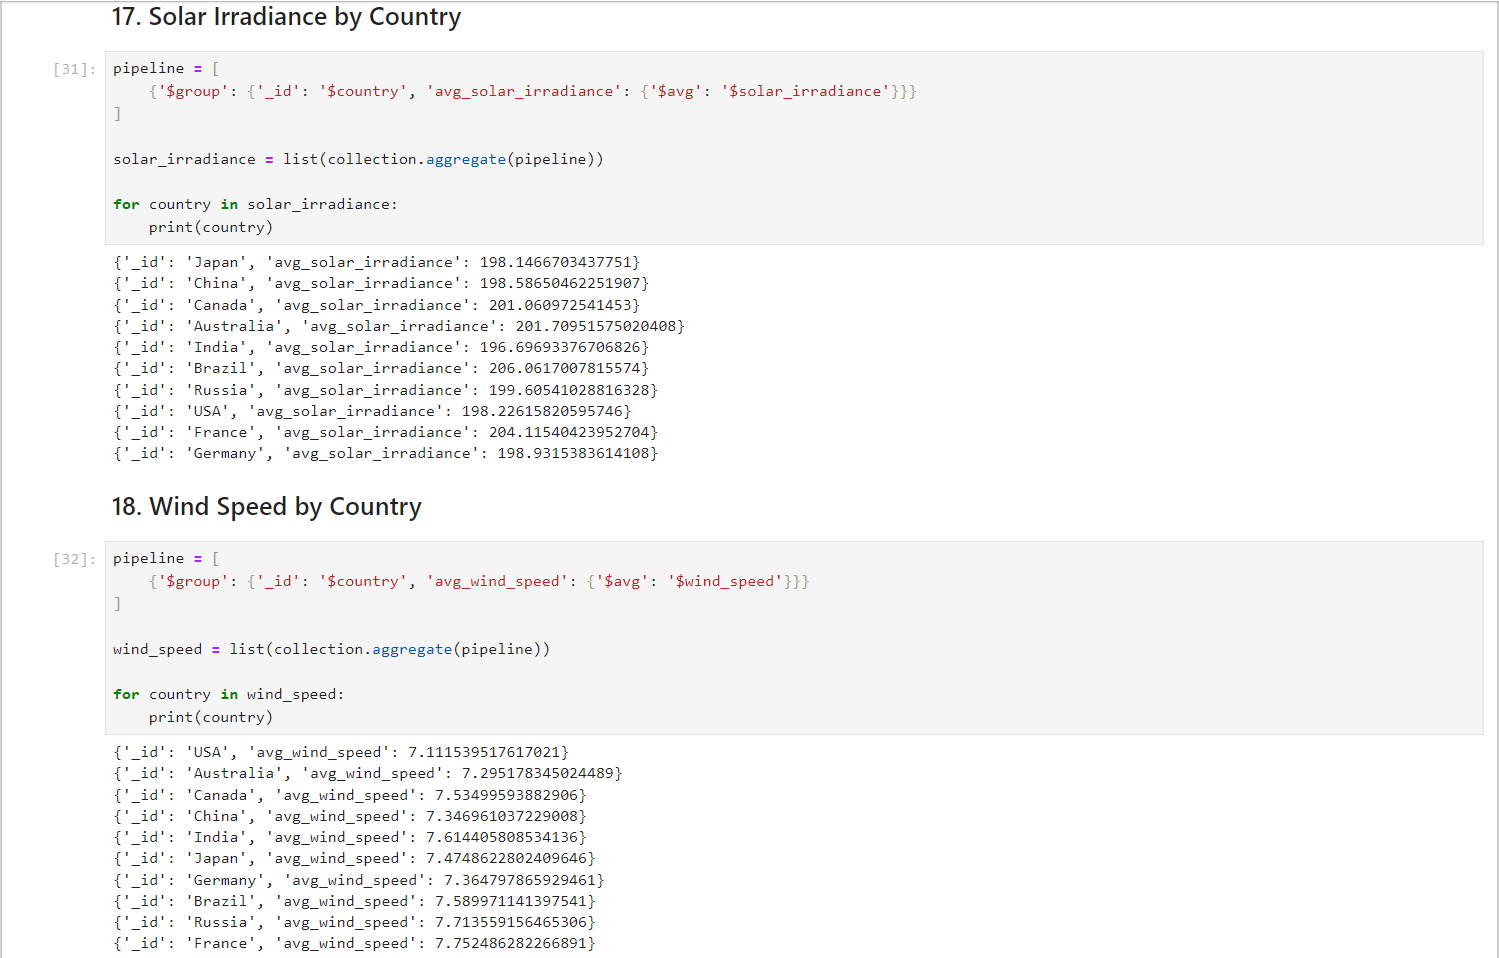 17. Solar Irradiance by Country
[31]:
pipeline = [
    {'$group': {'_id': '$country', 'avg_solar_irradiance': {'$avg': '$solar_irradiance'}}}
]
solar_irradiance = list(collection.aggregate(pipeline))
for country in solar_irradiance:
    print(country)
{'_id': 'Japan', 'avg_solar_irradiance': 198.1466703437751}
{'_id': 'China', 'avg_solar_irradiance': 198.58650462251907}
{'_id': 'Canada', 'avg_solar_irradiance': 201.060972541453}
{'_id': 'Australia', 'avg_solar_irradiance': 201.70951575020408}
{'_id': 'India', 'avg_solar_irradiance': 196.69693376706826}
{'_id': 'Brazil', 'avg_solar_irradiance': 206.0617007815574}
{'_id': 'Russia', 'avg_solar_irradiance': 199.60541028816328}
{'_id': 'USA', 'avg_solar_irradiance': 198.22615820595746}
{'_id': 'France', 'avg_solar_irradiance': 204.11540423952704}
{'_id': 'Germany', 'avg_solar_irradiance': 198.9315383614108}
18. Wind Speed by Country
[32]:
pipeline = [
    {'$group': {'_id': '$country', 'avg_wind_speed': {'$avg': '$wind_speed'}}}
]
wind_speed = list(collection.aggregate(pipeline))
for country in wind_speed:
    print(country)
{'_id': 'USA', 'avg_wind_speed': 7.111539517617021}
{'_id': 'Australia', 'avg_wind_speed': 7.295178345024489}
{'_id': 'Canada', 'avg_wind_speed': 7.53499593882906}
{'_id': 'China', 'avg_wind_speed': 7.346961037229008}
{'_id': 'India', 'avg_wind_speed': 7.614405808534136}
{'_id': 'Japan', 'avg_wind_speed': 7.4748622802409646}
{'_id': 'Germany', 'avg_wind_speed': 7.364797865929461}
{'_id': 'Brazil', 'avg_wind_speed': 7.589971141397541}
{'_id': 'Russia', 'avg_wind_speed': 7.713559156465306}
{'_id': 'France', 'avg_wind_speed': 7.752486282266891}